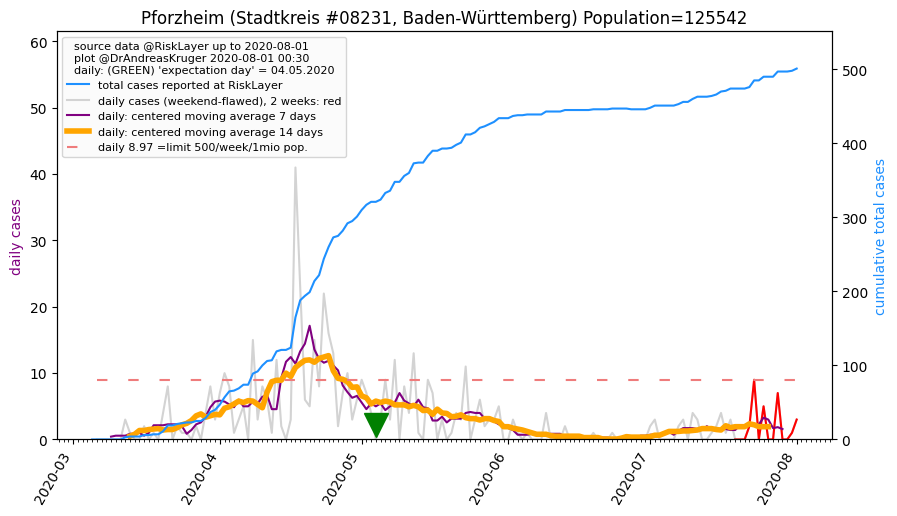 Pforzheim (Stadtkreis #08231, Baden-Württemberg) Population=125542
source data @RiskLayer up to 2020-08-01
plot @DrAndreasKruger 2020-08-01 00:30
daily: (GREEN) 'expectation day' = 04.05.2020
total cases reported at RiskLayer
daily cases (weekend-flawed), 2 weeks: red
daily: centered moving average 7 days
daily: centered moving average 14 days
daily 8.97 =limit 500/week/1mio pop.
daily cases
60
50
40
30
20
10
0
cumulative total cases
500
400
300
200
100
0
2020-03
2020-04
2020-05
2020-06
2020-07
2020-08